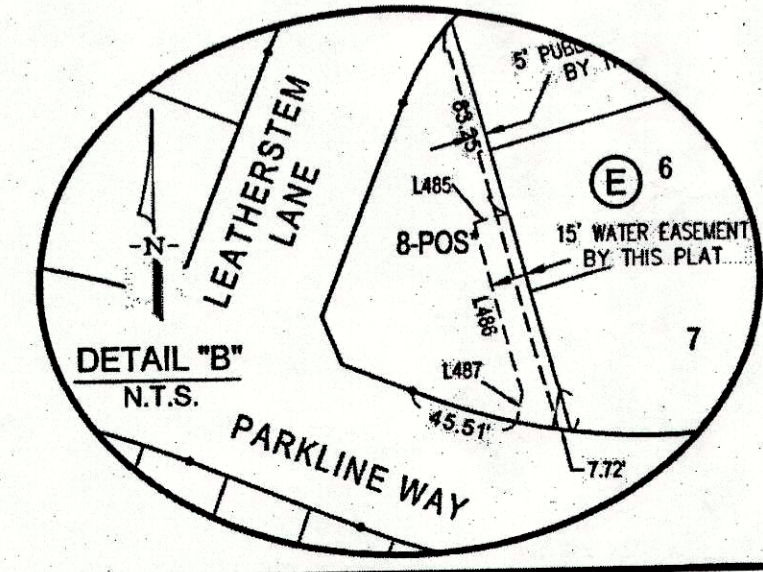 5' PUBL
BY T
83.25'
LEATHERSTEM
LANE
L485
E 6
-N-
8-POS*
15' WATER EASEMENT
BY THIS PLAT
L486
7
DETAIL "B"
N.T.S.
L487
45.51'
PARKLINE WAY
7.72'